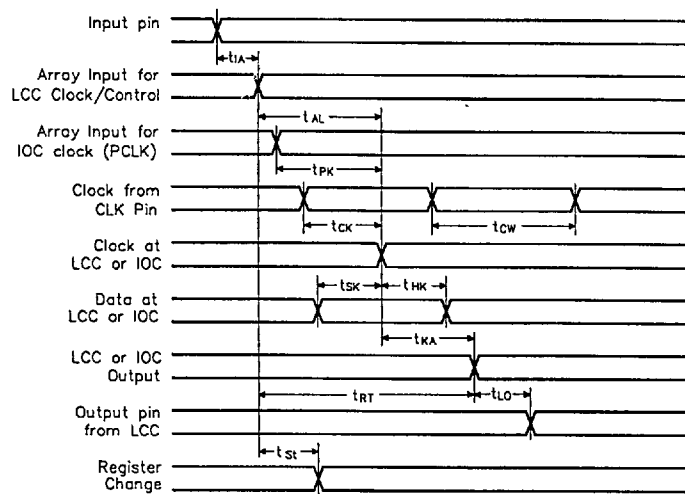 Input pin
tIA
Array Input for
LCC Clock/Control
tAL
Array Input for
IOC clock (PCLK)
tPK
Clock from
CLK Pin
tCK
tCW
Clock at
LCC or IOC
tSK
tHK
Data at
LCC or IOC
tKA
LCC or IOC
Output
tRT
tLO
Output pin
from LCC
tSt
Register
Change